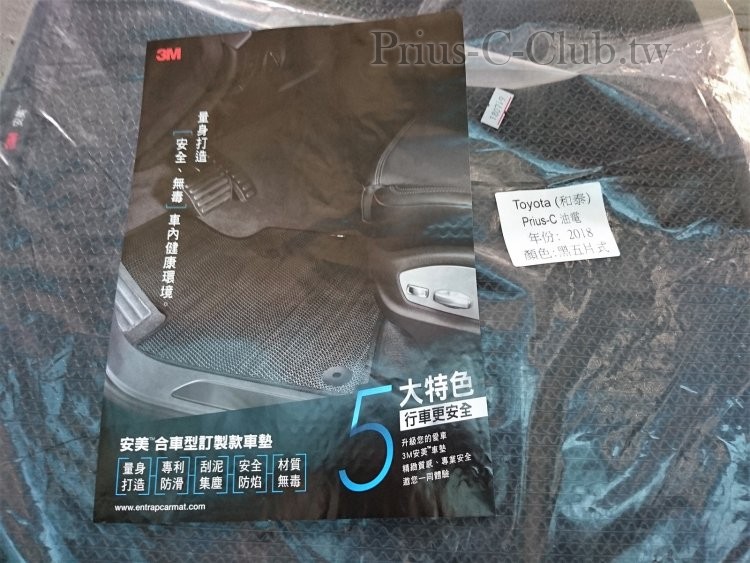 Prius-C-Club.tw
3M
量身打造、
「安全、無毒」車內健康環境。
3M 安美
Toyota (和泰)
Prius-C 油電
年份: 2018
顏色:黑五片式
5大特色
行車更安全
升級您的愛車
3M安美™車墊
精緻質感、專業安全
邀您一同體驗
安美™合車型訂製款車墊
量身打造
專利防滑
刮泥集塵
安全防焰
材質無毒
www.entrapcarmat.com